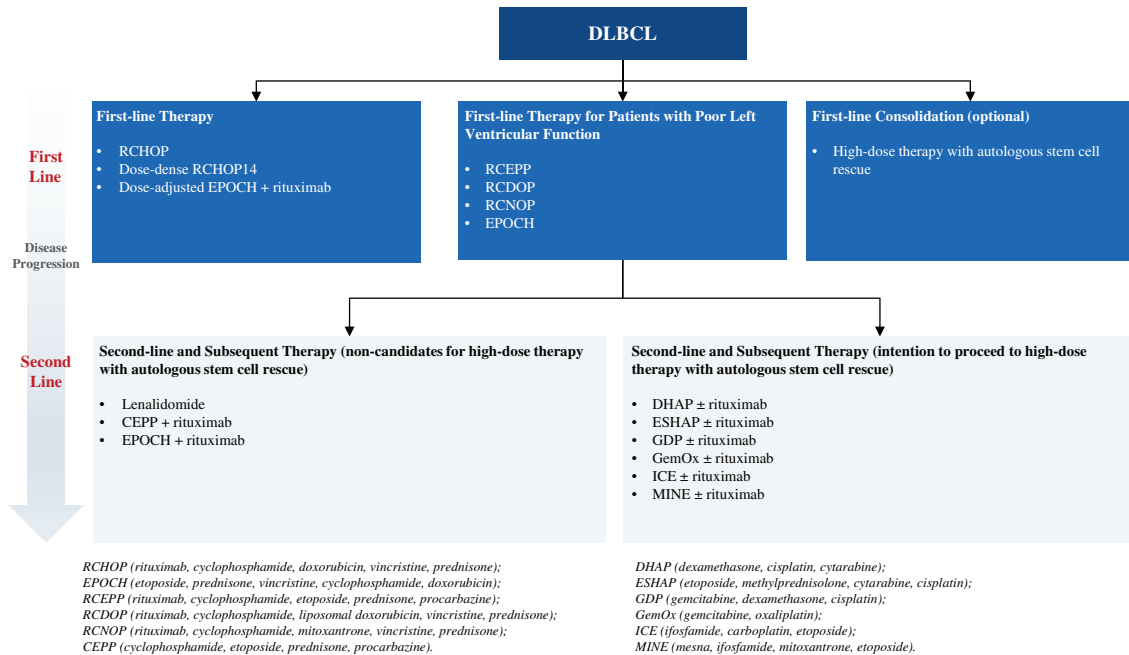 DLBCL
First
Line
Disease
Progression
Second
Line
First-line Therapy
• RCHOP
• Dose-dense RCHOP14
• Dose-adjusted EPOCH + rituximab
First-line Therapy for Patients with Poor Left
Ventricular Function
• RCEPP
• RCDOP
• RCNOP
• EPOCH
First-line Consolidation (optional)
• High-dose therapy with autologous stem cell
rescue
Second-line and Subsequent Therapy (non-candidates for high-dose therapy
with autologous stem cell rescue)
• Lenalidomide
• CEPP + rituximab
• EPOCH + rituximab
Second-line and Subsequent Therapy (intention to proceed to high-dose
therapy with autologous stem cell rescue)
• DHAP ± rituximab
• ESHAP ± rituximab
• GDP ± rituximab
• GemOx ± rituximab
• ICE ± rituximab
• MINE ± rituximab
RCHOP (rituximab, cyclophosphamide, doxorubicin, vincristine, prednisone);
EPOCH (etoposide, prednisone, vincristine, cyclophosphamide, doxorubicin);
RCEPP (rituximab, cyclophosphamide, etoposide, prednisone, procarbazine);
RCDOP (rituximab, cyclophosphamide, liposomal doxorubicin, vincristine, prednisone);
RCNOP (rituximab, cyclophosphamide, mitoxantrone, vincristine, prednisone);
CEPP (cyclophosphamide, etoposide, prednisone, procarbazine).
DHAP (dexamethasone, cisplatin, cytarabine);
ESHAP (etoposide, methylprednisolone, cytarabine, cisplatin);
GDP (gemcitabine, dexamethasone, cisplatin);
GemOx (gemcitabine, oxaliplatin);
ICE (ifosfamide, carboplatin, etoposide);
MINE (mesna, ifosfamide, mitoxantrone, etoposide).